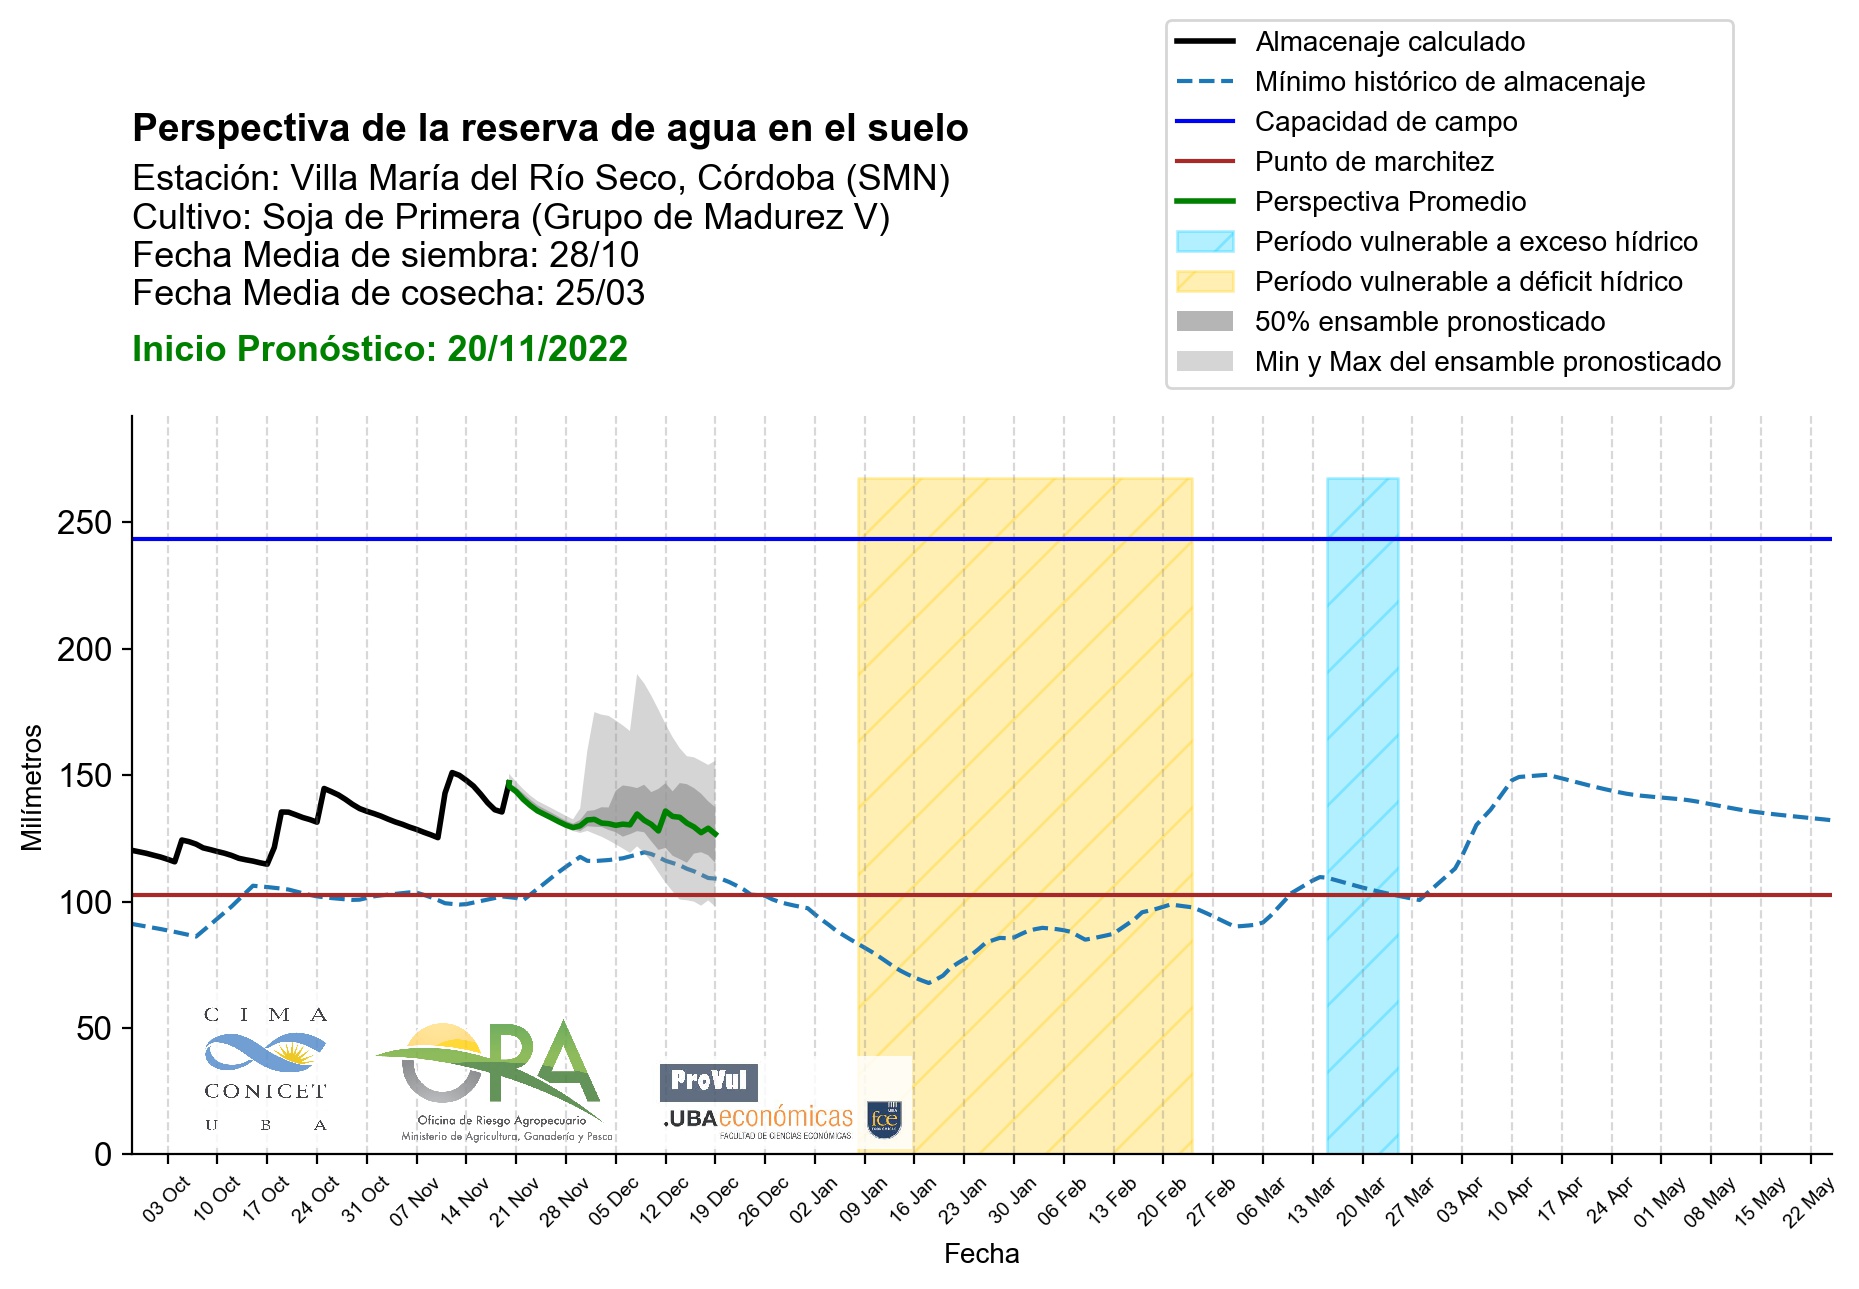 Almacenaje calculado
Mínimo histórico de almacenaje
Capacidad de campo
Punto de marchitez
Perspectiva Promedio
Período vulnerable a exceso hídrico
Período vulnerable a déficit hídrico
50% ensamble pronosticado
Min y Max del ensamble pronosticado
Perspectiva de la reserva de agua en el suelo
Estación: Villa María del Río Seco, Córdoba (SMN)
Cultivo: Soja de Primera (Grupo de Madurez V)
Fecha Media de siembra: 28/10
Fecha Media de cosecha: 25/03
Inicio Pronóstico: 20/11/2022
Milímetros
250
200
150
100
50
0
CIMA
CONICET
UBA
ORA
Oficina de Riesgo Agropecuario
Ministerio de Agricultura, Ganadería y Pesca
ProVul
.UBAeconómicas
FACULTAD DE CIENCIAS ECONÓMICAS
fce
03 Oct
10 Oct
17 Oct
24 Oct
31 Oct
07 Nov
14 Nov
21 Nov
28 Nov
05 Dec
12 Dec
19 Dec
26 Dec
02 Jan
09 Jan
16 Jan
23 Jan
30 Jan
06 Feb
13 Feb
20 Feb
27 Feb
06 Mar
13 Mar
20 Mar
27 Mar
03 Apr
10 Apr
17 Apr
24 Apr
01 May
08 May
15 May
22 May
Fecha